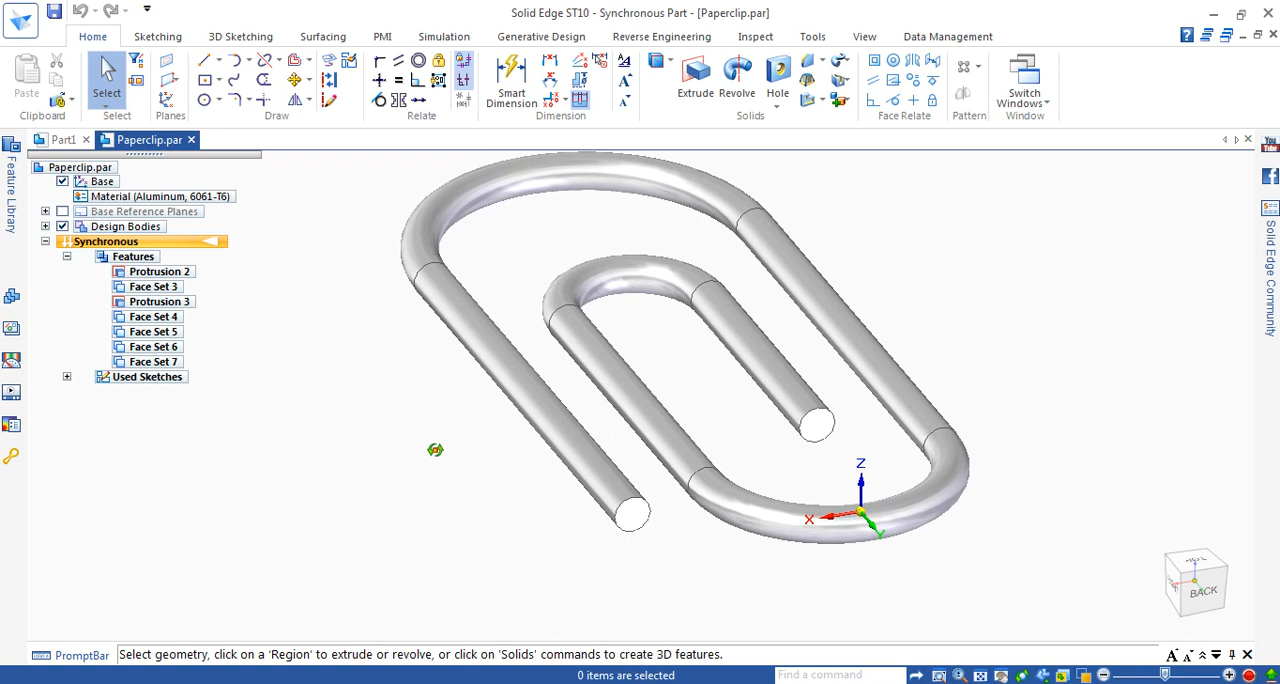 Solid Edge ST10 - Synchronous Part - [Paperclip.par]
Home Sketching 3D Sketching Surfacing PMI Simulation Generative Design Reverse Engineering Inspect Tools View Data Management
Paste
Select
Smart
Dimension
Extrude Revolve Hole
Switch
Windows
Clipboard Select Planes Draw Relate Dimension Solids Face Relate Pattern Window
Part1 Paperclip.par
Feature Library
Paperclip.par
Base
Material (Aluminum, 6061-T6)
Base Reference Planes
Design Bodies
Synchronous
Features
Protrusion 2
Face Set 3
Protrusion 3
Face Set 4
Face Set 5
Face Set 6
Face Set 7
Used Sketches
Z
X
Y
BACK
You
Tube
Solid Edge Community
PromptBar Select geometry, click on a 'Region' to extrude or revolve, or click on 'Solids' commands to create 3D features.
0 items are selected Find a command